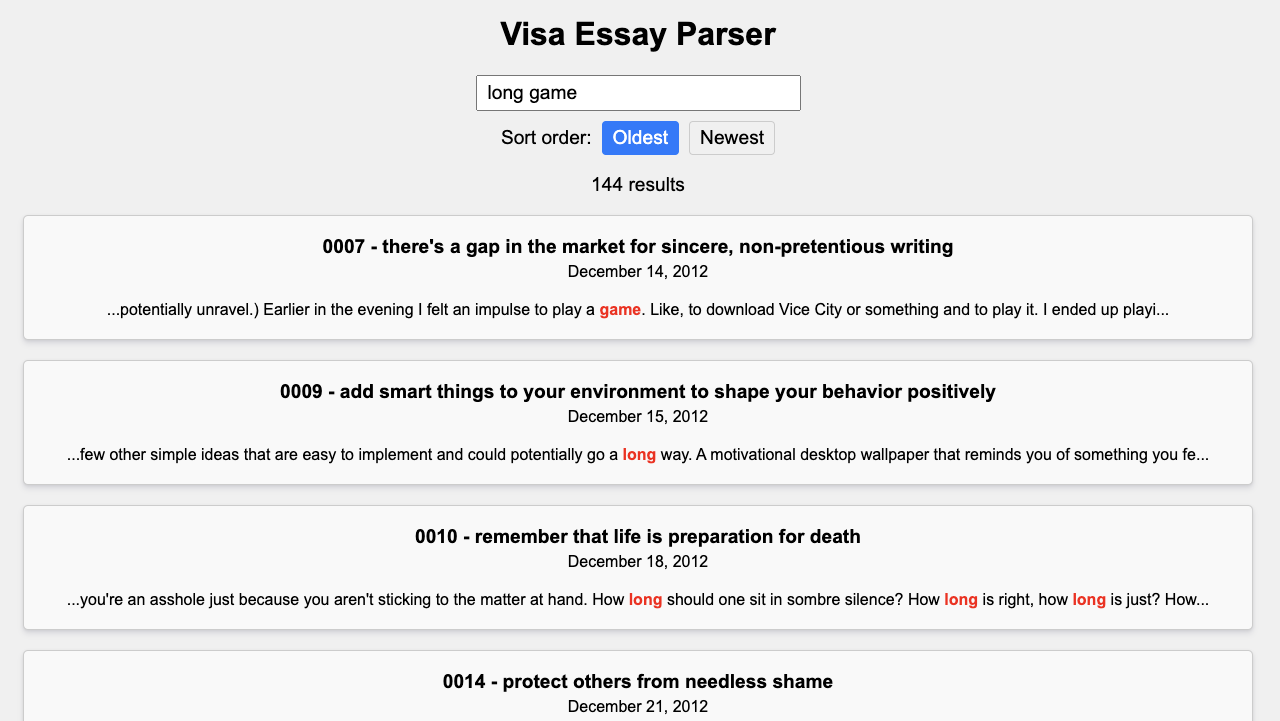 Visa Essay Parser
long game
Sort order: Oldest Newest
144 results
0007 - there's a gap in the market for sincere, non-pretentious writing
December 14, 2012
...potentially unravel.) Earlier in the evening I felt an impulse to play a game. Like, to download Vice City or something and to play it. I ended up playi...
0009 - add smart things to your environment to shape your behavior positively
December 15, 2012
...few other simple ideas that are easy to implement and could potentially go a long way. A motivational desktop wallpaper that reminds you of something you fe...
0010 - remember that life is preparation for death
December 18, 2012
...you're an asshole just because you aren't sticking to the matter at hand. How long should one sit in sombre silence? How long is right, how long is just? How...
0014 - protect others from needless shame
December 21, 2012